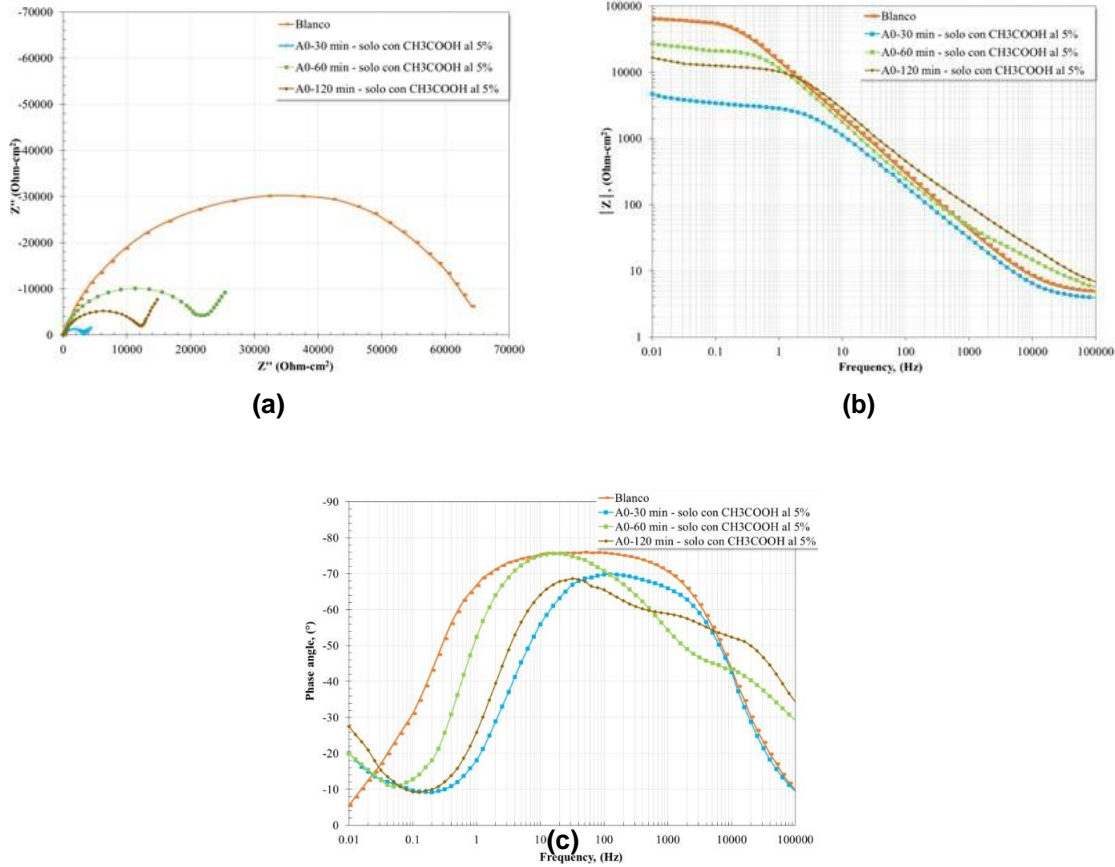 -70000
-60000
-50000
-40000
-30000
-20000
-10000
0
Z'' (Ohm-cm²)
Blanco
A0-30 min - solo con CH3COOH al 5%
A0-60 min - solo con CH3COOH al 5%
A0-120 min - solo con CH3COOH al 5%
0 10000 20000 30000 40000 50000 60000 70000
Z'' (Ohm-cm²)
(a)
100000
10000
1000
100
10
1
|Z|, (Ohm-cm²)
Blanco
A0-30 min - solo con CH3COOH al 5%
A0-60 min - solo con CH3COOH al 5%
A0-120 min - solo con CH3COOH al 5%
0.01 0.1 1 10 100 1000 10000 100000
Frequency, (Hz)
(b)
-90
-80
-70
-60
-50
-40
-30
-20
-10
0
Phase angle, (°)
Blanco
A0-30 min - solo con CH3COOH al 5%
A0-60 min - solo con CH3COOH al 5%
A0-120 min - solo con CH3COOH al 5%
0.01 0.1 1 10 100 1000 10000 100000
Frequency, (Hz)
(c)